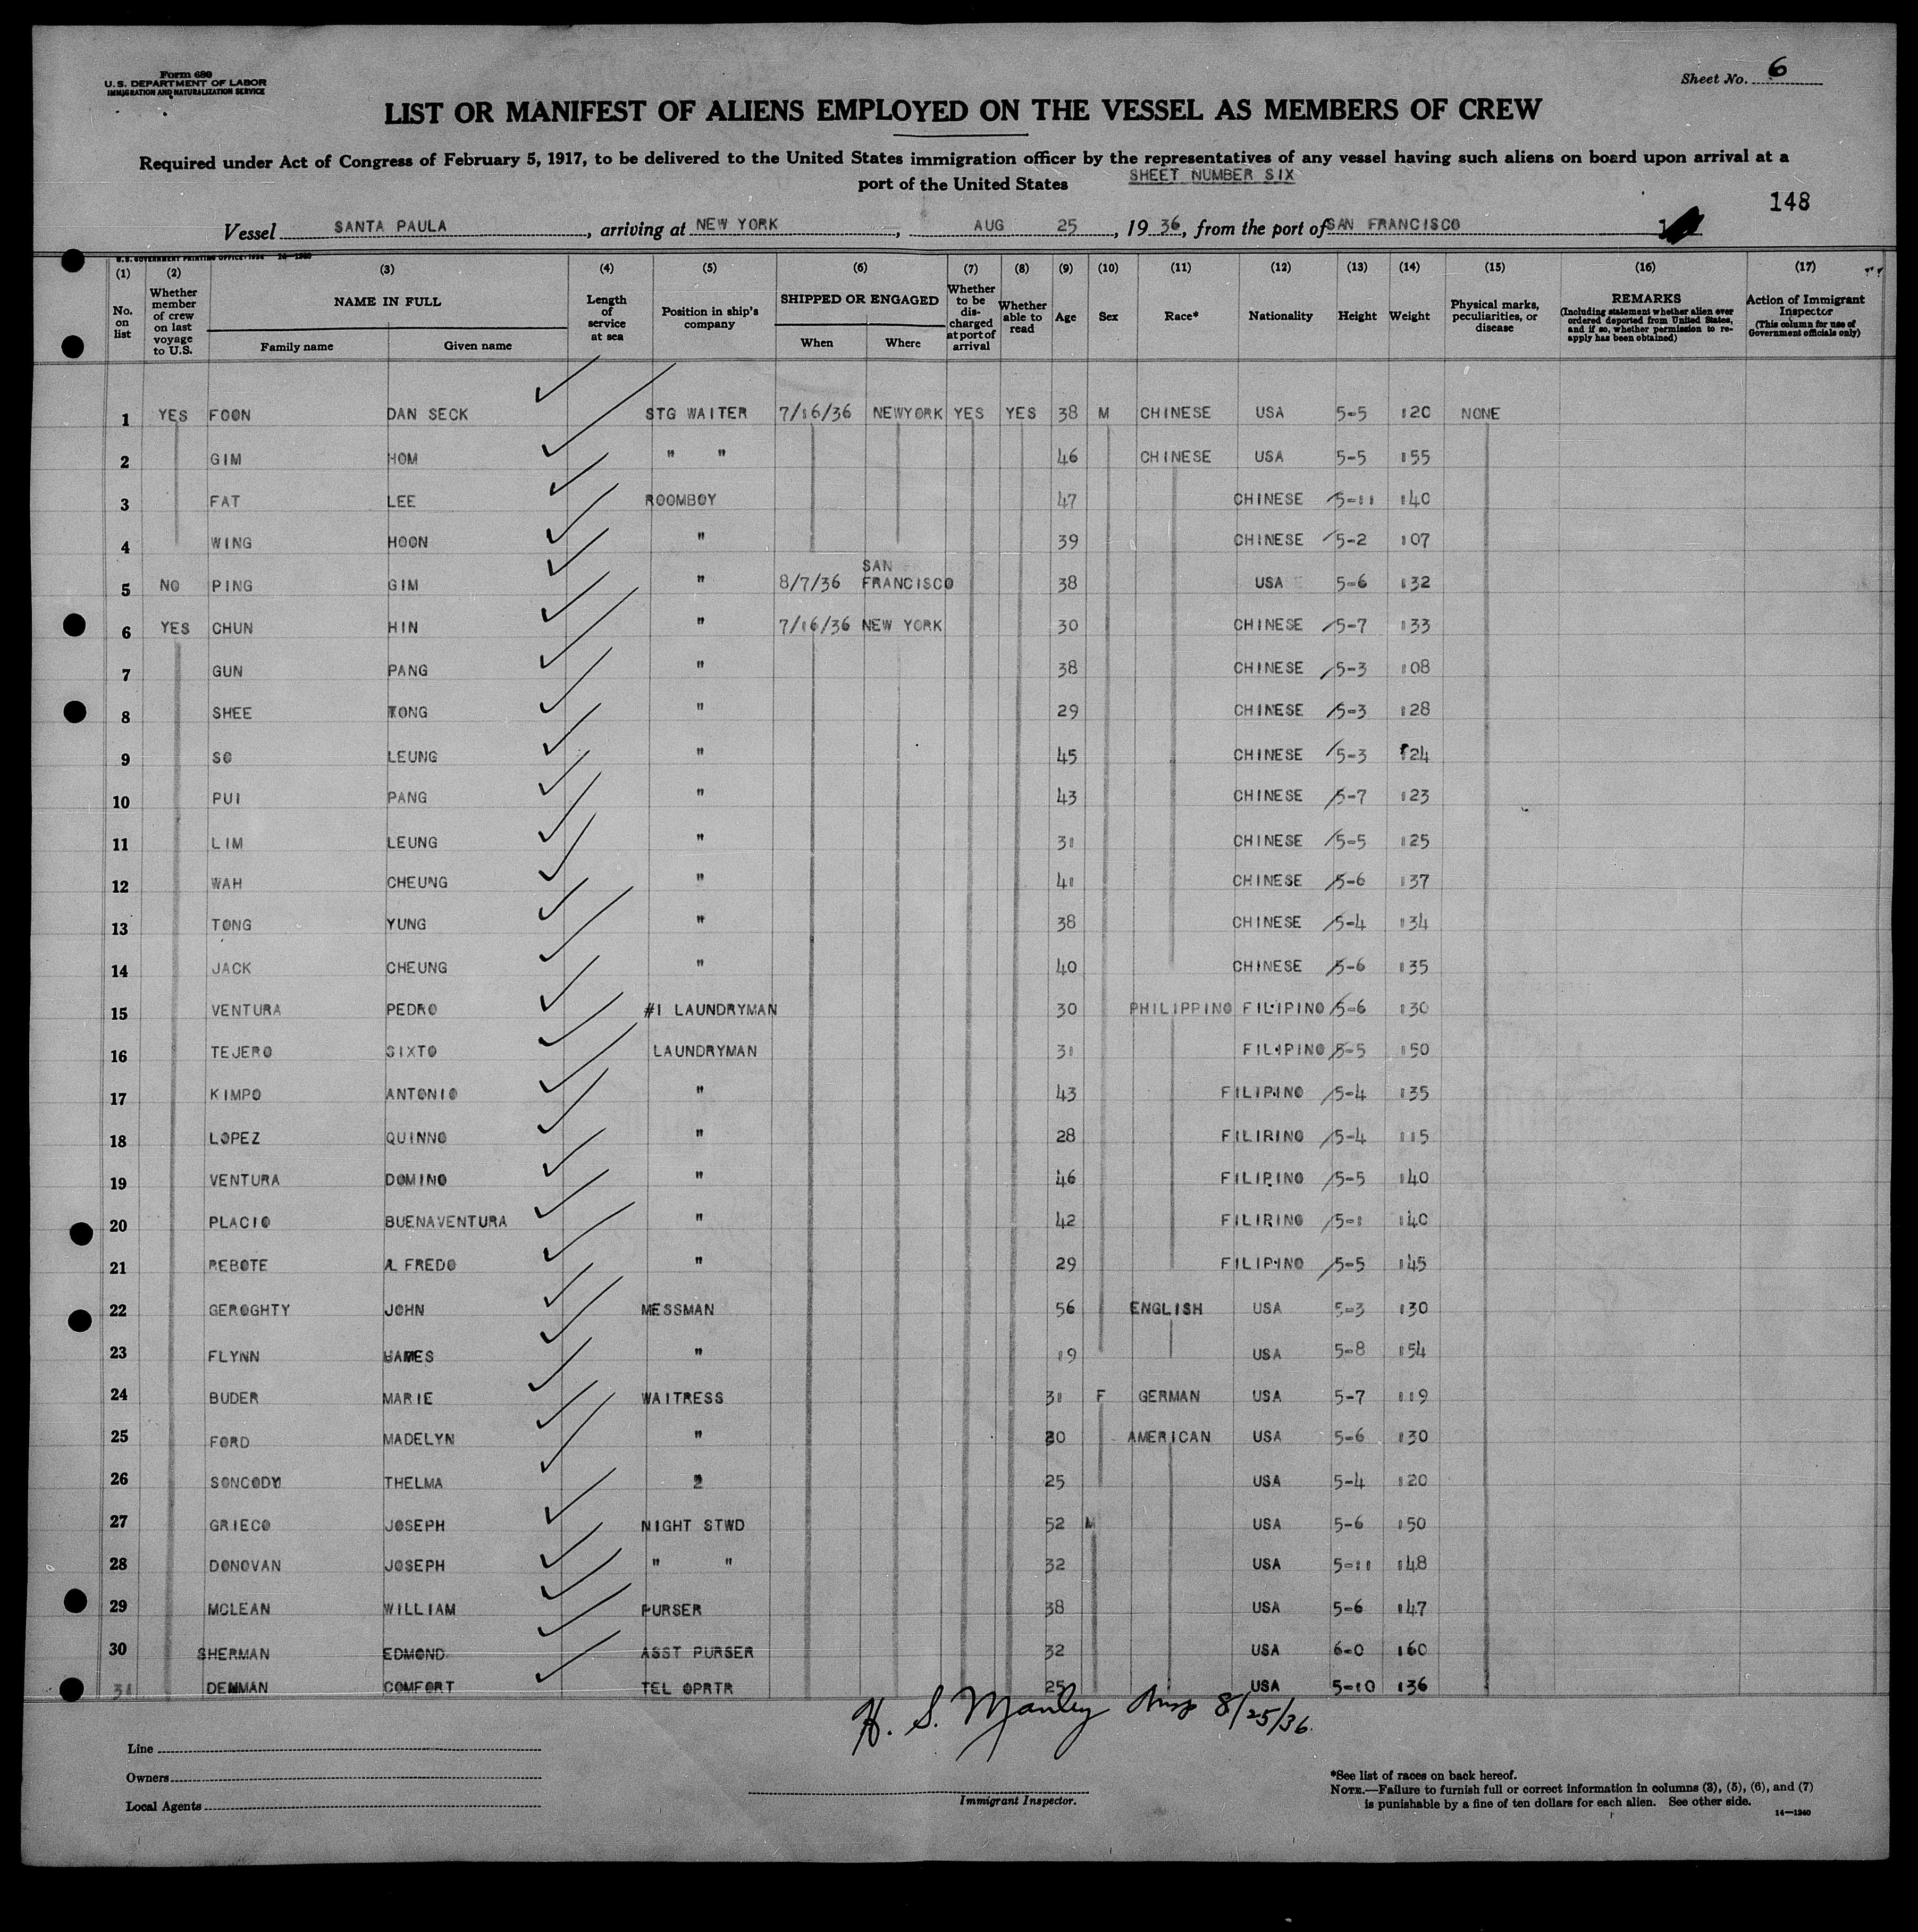 Form 680
U.S. DEPARTMENT OF LABOR
IMMIGRATION AND NATURALIZATION SERVICE
Sheet No. 6
LIST OR MANIFEST OF ALIENS EMPLOYED ON THE VESSEL AS MEMBERS OF CREW
Required under Act of Congress of February 5, 1917, to be delivered to the United States immigration officer by the representatives of any vessel having such aliens on board upon arrival at a
port of the United States SHEET NUMBER SIX
148
Vessel SANTA PAULA, arriving at NEW YORK, AUG 25, 1936, from the port of SAN FRANCISCO
U.S. GOVERNMENT PRINTING OFFICE: 1934 14-1240
(1) (2) (3) (4) (5) (6) (7) (8) (9) (10) (11) (12) (13) (14) (15) (16) (17)
No. on list
Whether member of crew on last voyage to U.S.
NAME IN FULL
Family name Given name
Length of service at sea
Position in ship's company
SHIPPED OR ENGAGED
When Where
Whether to be discharged at port of arrival
Whether able to read
Age
Sex
Race*
Nationality
Height
Weight
Physical marks, peculiarities, or disease
REMARKS
(Including statement whether alien ever ordered deported from United States, and if so, whether permission to re-apply has been obtained)
Action of Immigrant Inspector
(This column for use of Government officials only)
1 YES FOON DAN SECK STG WAITER 7/16/36 NEWYORK YES YES 38 M CHINESE USA 5-5 120 NONE
2 GIM HOM " " 46 CHINESE USA 5-5 155
3 FAT LEE ROOMBOY 47 CHINESE 5-11 140
4 WING HOON " 39 CHINESE 5-2 107
5 NO PING GIM " 8/7/36 SAN FRANCISCO 38 USA 5-6 132
6 YES CHUN HIN " 7/16/36 NEW YORK 30 CHINESE 5-7 133
7 GUN PANG " 38 CHINESE 5-3 108
8 SHEE TONG " 29 CHINESE 5-3 128
9 SO LEUNG " 45 CHINESE 5-3 124
10 PUI PANG " 43 CHINESE 5-7 123
11 LIM LEUNG " 31 CHINESE 5-5 125
12 WAH CHEUNG " 41 CHINESE 5-6 137
13 TONG YUNG " 38 CHINESE 5-4 134
14 JACK CHEUNG " 40 CHINESE 5-6 135
15 VENTURA PEDRO #1 LAUNDRYMAN 30 PHILIPPINO FILIPINO 5-6 130
16 TEJERO SIXTO LAUNDRYMAN 31 FILIPINO 5-5 150
17 KIMPO ANTONIO " 43 FILIPINO 5-4 135
18 LOPEZ QUINNO " 28 FILIRINO 5-4 115
19 VENTURA DOMINO " 46 FILIPINO 5-5 140
20 PLACIO BUENAVENTURA " 42 FILIRINO 5-1 140
21 REBOTE ALFREDO " 29 FILIPINO 5-5 145
22 GEROGHTY JOHN MESSMAN 56 ENGLISH USA 5-3 130
23 FLYNN " 19 USA 5-8 154
24 BUDER MARIE WAITRESS 31 F GERMAN USA 5-7 119
25 FORD MADELYN " 30 AMERICAN USA 5-6 130
26 THELMA 2 25 USA 5-4 120
27 GRIECO JOSEPH NIGHT STWD 52 M USA 5-6 150
28 DONOVAN JOSEPH " " 32 USA 5-11 148
29 MCLEAN WILLIAM PURSER 38 USA 5-6 147
30 SHERMAN EDMOND ASST PURSER 32 USA 6-0 160
31 DENMAN COMFORT TEL OPRTR 25 USA 5-10 136
H. S. Manley Insp 8/25/36
Line
Owners
Local Agents
Immigrant Inspector.
*See list of races on back hereof.
NOTE.—Failure to furnish full or correct information in columns (3), (5), (6), and (7)
is punishable by a fine of ten dollars for each alien. See other side.
14-1240